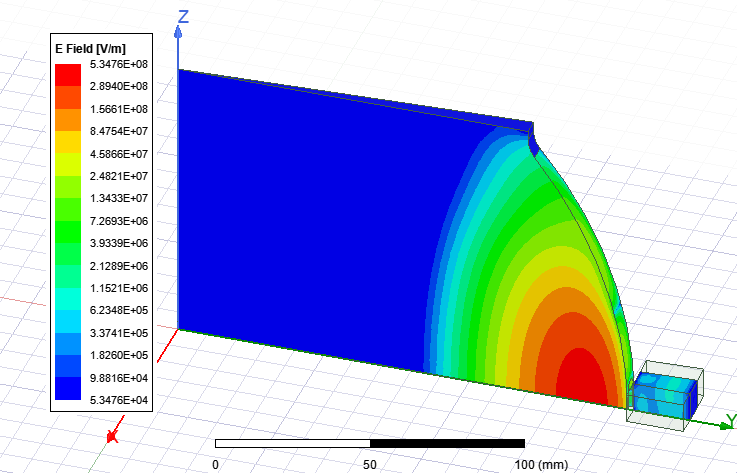 Z
E Field [V/m]
5.3476E+08
2.8940E+08
1.5661E+08
8.4754E+07
4.5866E+07
2.4821E+07
1.3433E+07
7.2693E+06
3.9339E+06
2.1289E+06
1.1521E+06
6.2348E+05
3.3741E+05
1.8260E+05
9.8816E+04
5.3476E+04
Y
X
0 50 100 (mm)